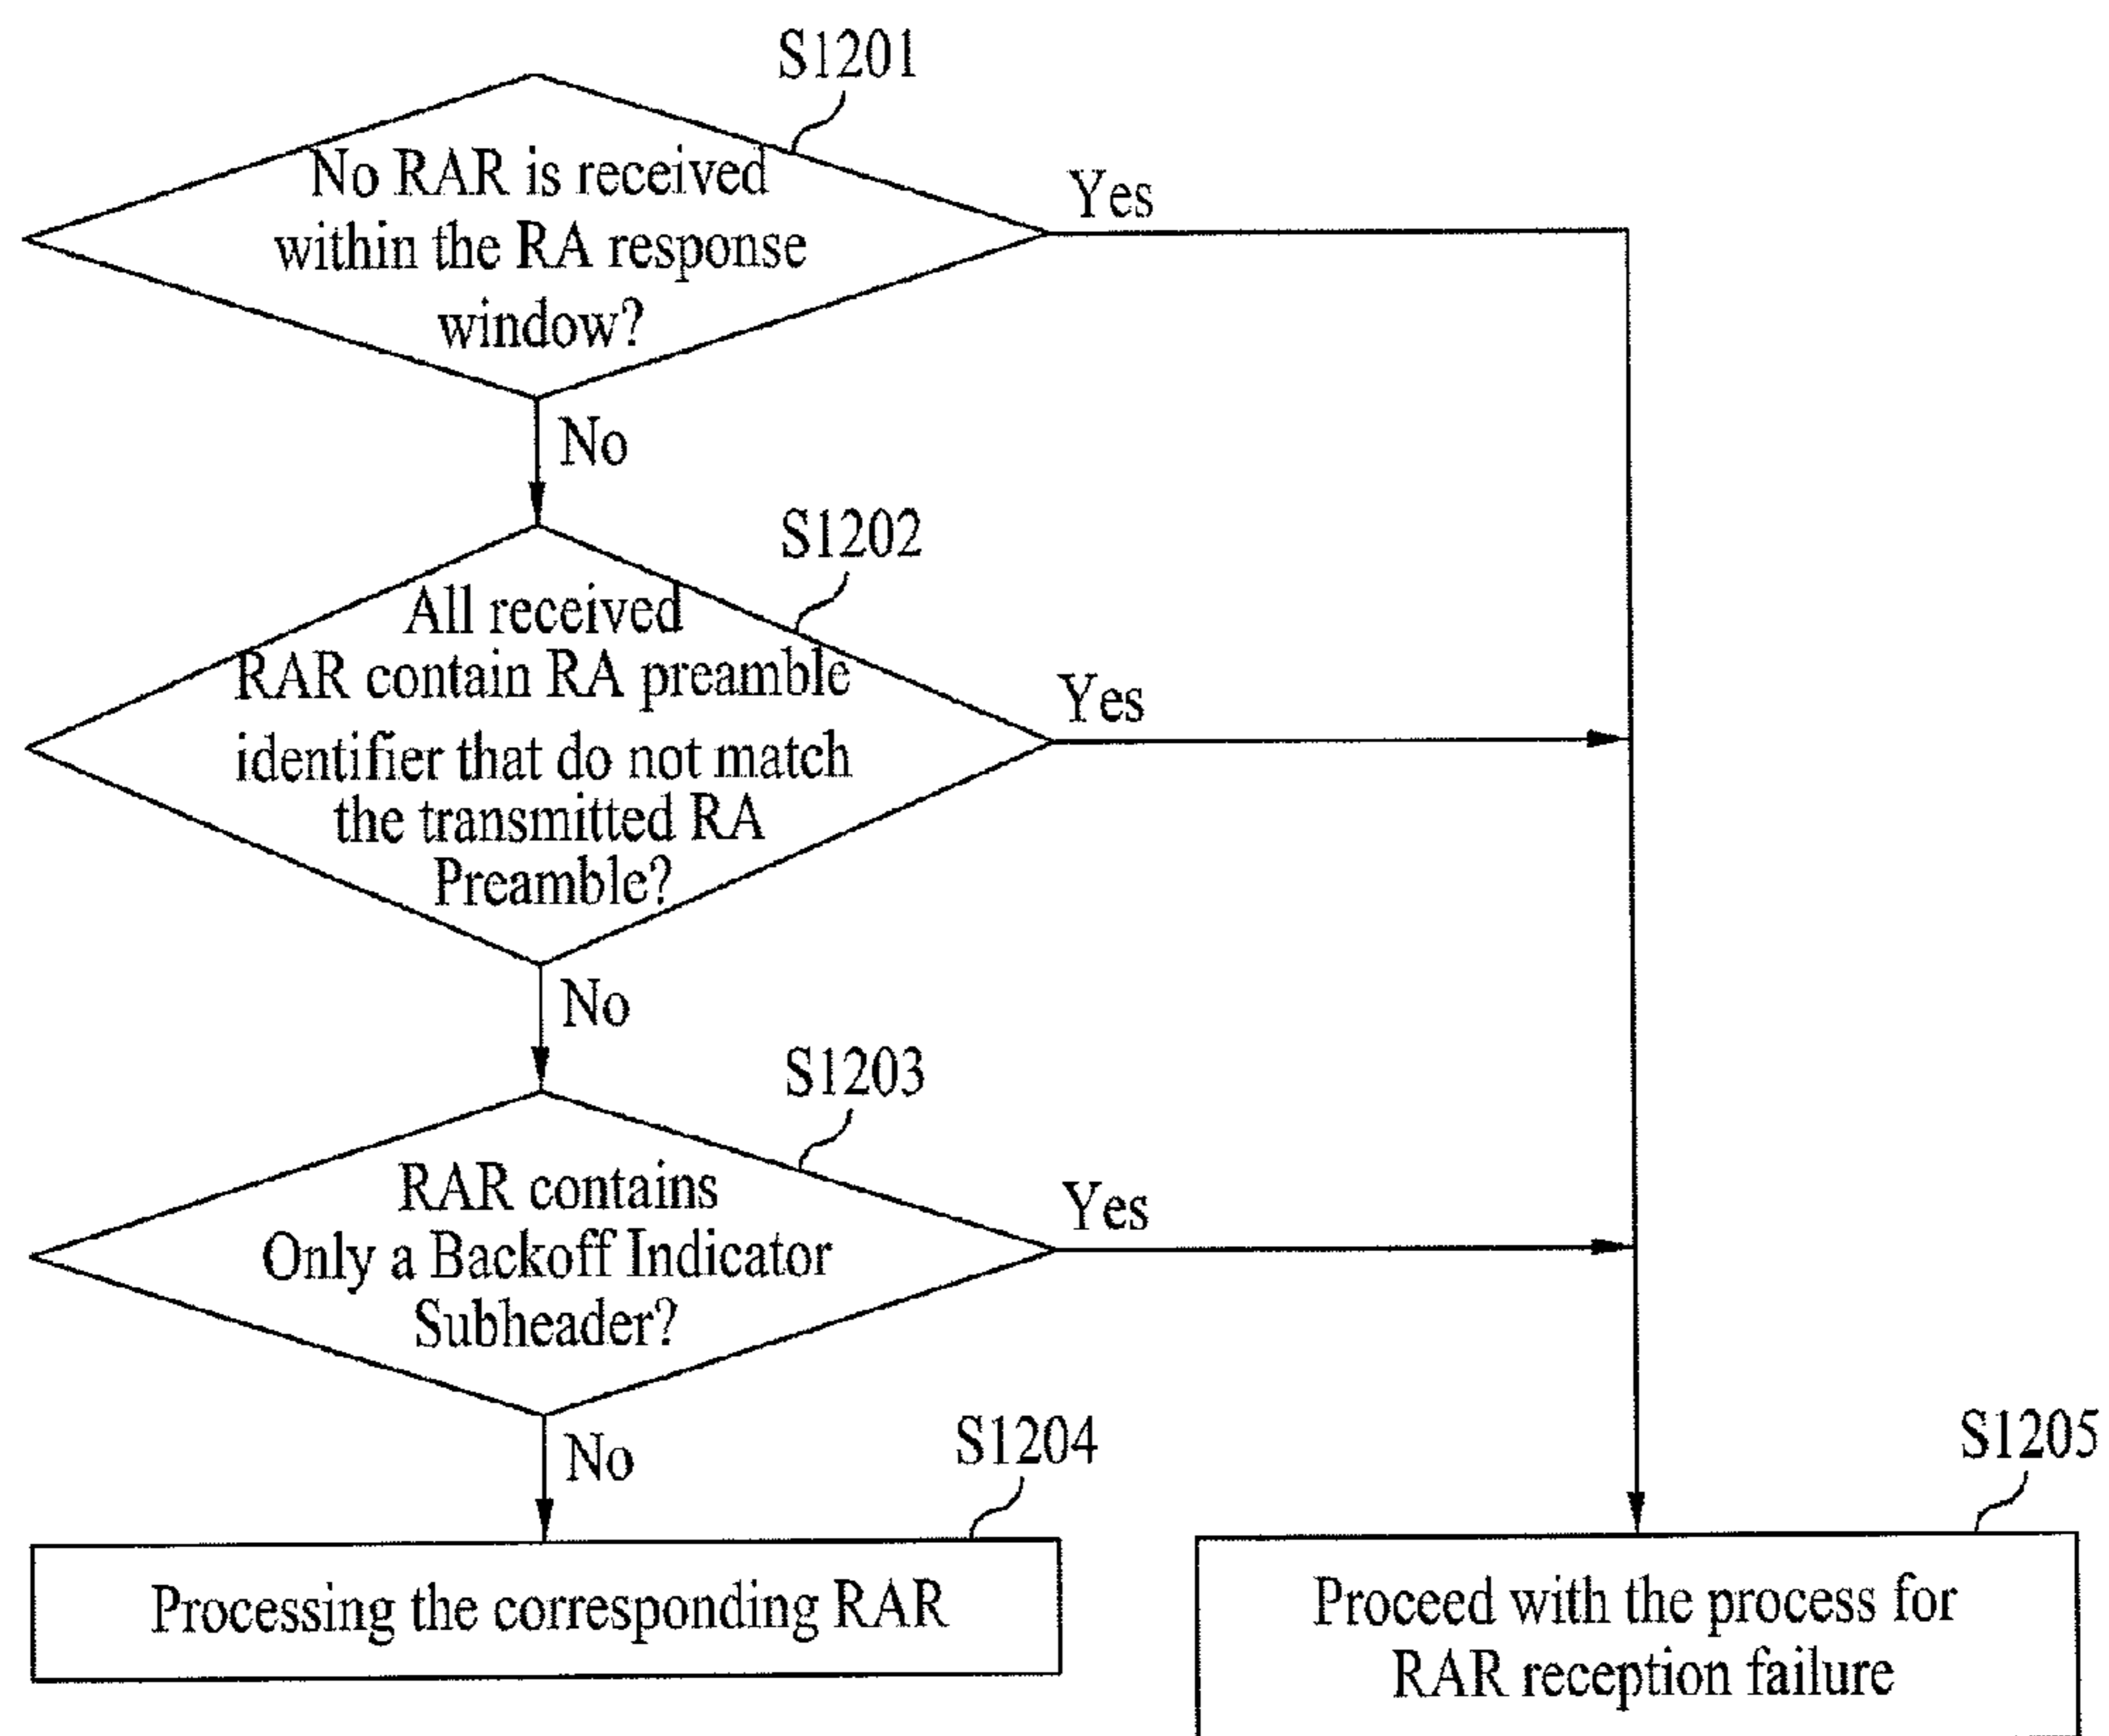 S1201
No RAR is received
within the RA response
window?
Yes
No
S1202
All received
RAR contain RA preamble
identifier that do not match
the transmitted RA
Preamble?
Yes
No
S1203
RAR contains
Only a Backoff Indicator
Subheader?
Yes
No
S1204
Processing the corresponding RAR
S1205
Proceed with the process for
RAR reception failure